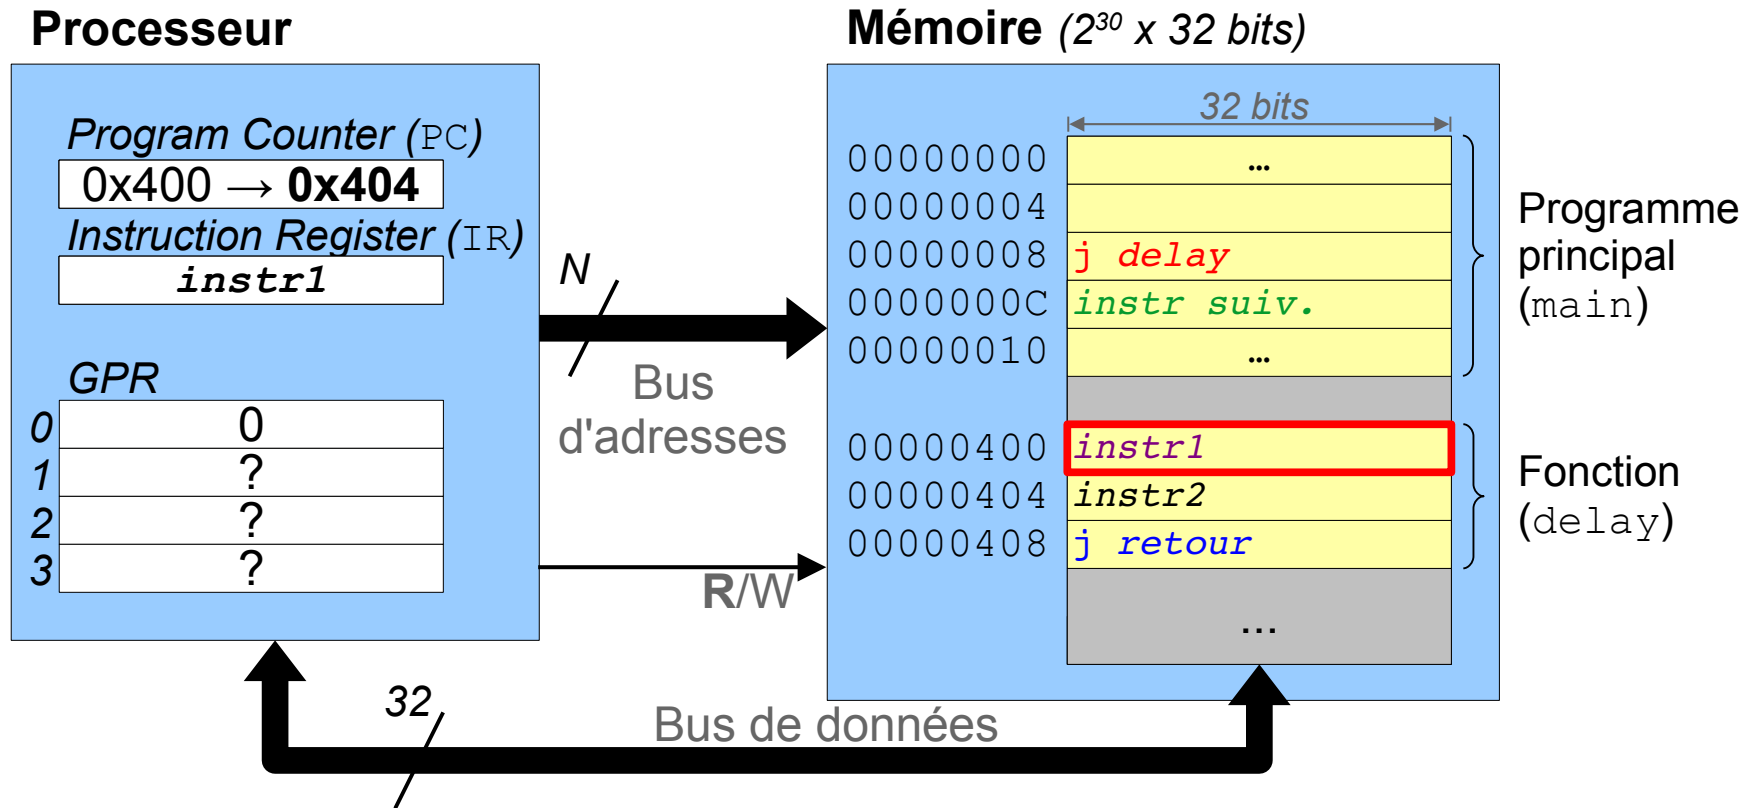 Processeur
Mémoire (2^30 x 32 bits)
Program Counter (PC)
0x400 → 0x404
Instruction Register (IR)
instr1
GPR
0 0
1 ?
2 ?
3 ?
N
Bus
d'adresses
R/W
32
Bus de données
32 bits
00000000 ...
00000004
00000008 j delay
0000000C instr suiv.
00000010 ...
00000400 instr1
00000404 instr2
00000408 j retour
...
Programme
principal
(main)
Fonction
(delay)